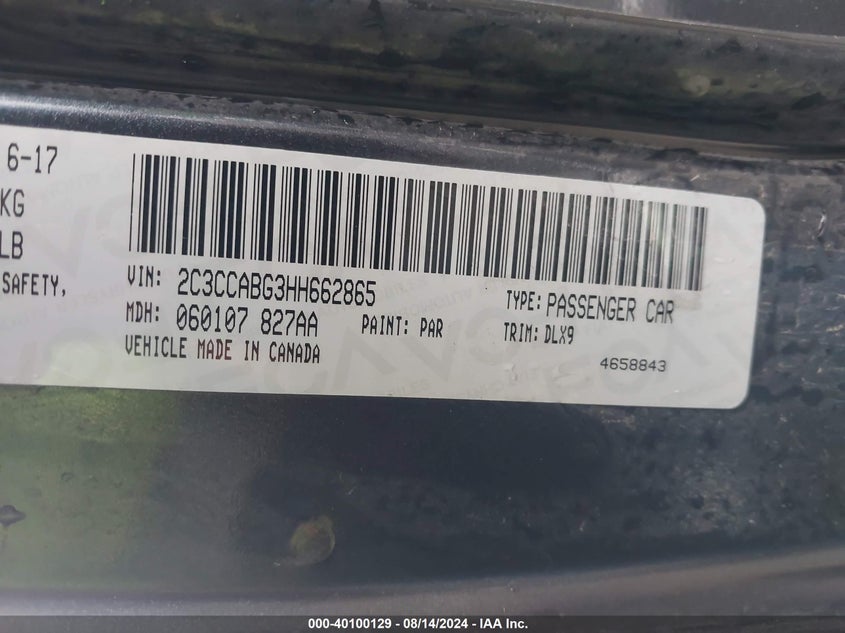 6-17
KG
LB
SAFETY,
VIN: 2C3CCABG3HH662865
TYPE: PASSENGER CAR
MDH: 060107 827AA
PAINT: PAR
TRIM: DLX9
VEHICLE MADE IN CANADA
4658843
000-40100129 - 08/14/2024 - IAA Inc.